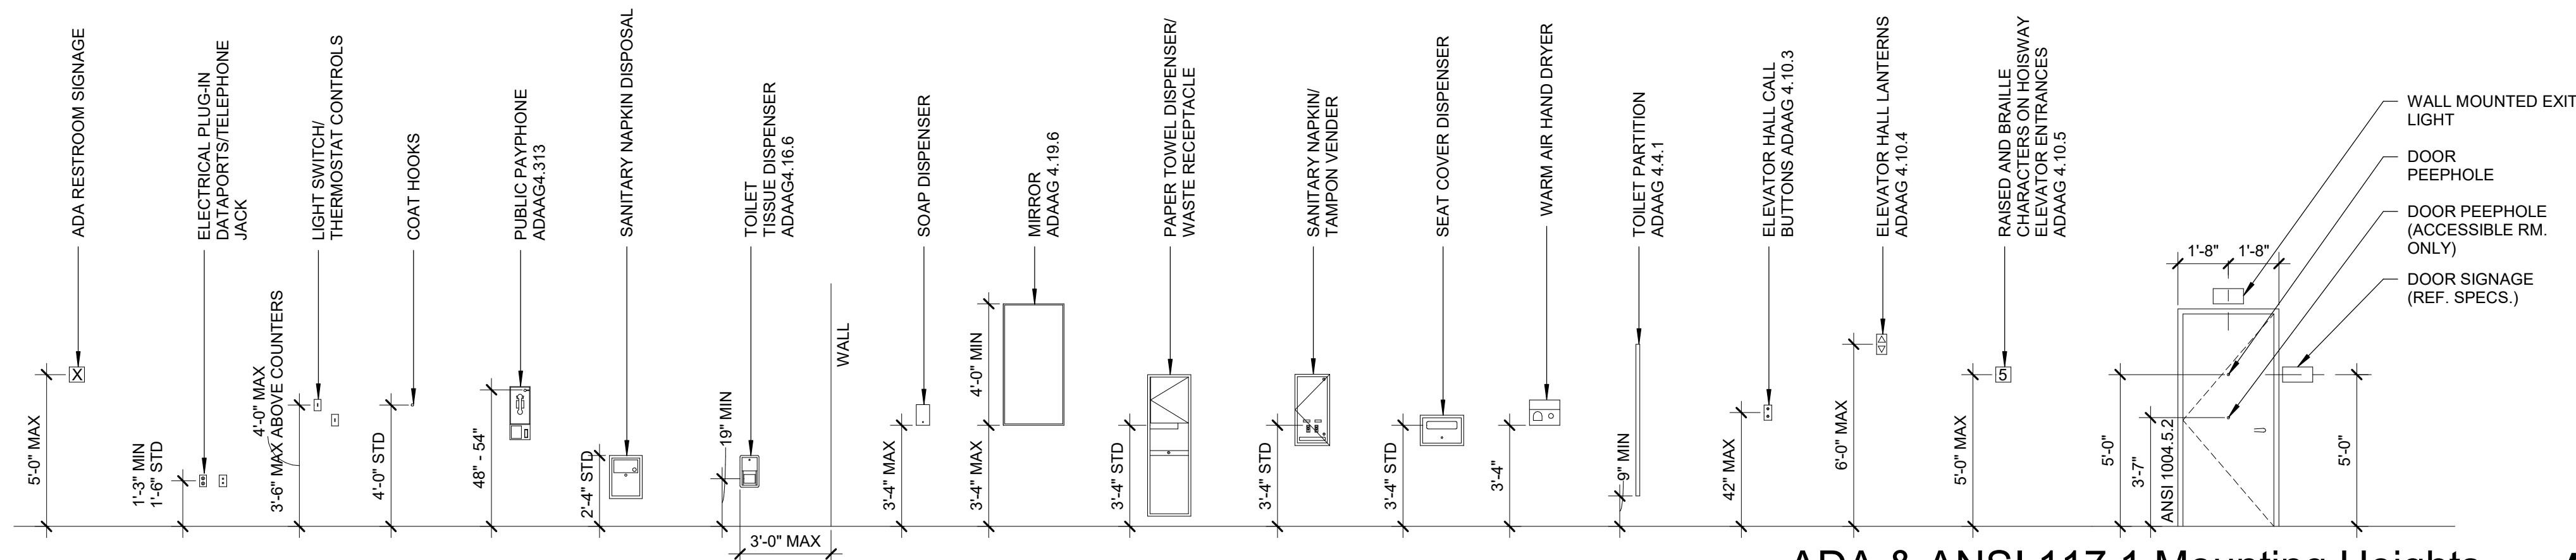 ADA RESTROOM SIGNAGE
5'-0" MAX
X
ELECTRICAL PLUG-IN
DATAPORTS/TELEPHONE
JACK
1'-3" MIN
1'-6" STD
LIGHT SWITCH/
THERMOSTAT CONTROLS
4'-0" MAX
3'-6" MAX ABOVE COUNTERS
COAT HOOKS
4'-0" STD
PUBLIC PAYPHONE
ADAAG4.313
48" - 54"
SANITARY NAPKIN DISPOSAL
2'-4" STD
TOILET
TISSUE DISPENSER
ADAAG4.16.6
19" MIN
3'-0" MAX
WALL
SOAP DISPENSER
3'-4" MAX
MIRROR
ADAAG 4.19.6
4'-0" MIN
3'-4" MAX
PAPER TOWEL DISPENSER/
WASTE RECEPTACLE
3'-4" STD
SANITARY NAPKIN/
TAMPON VENDER
3'-4" STD
SEAT COVER DISPENSER
3'-4" STD
WARM AIR HAND DRYER
3'-4"
TOILET PARTITION
ADAAG 4.4.1
9" MIN
ELEVATOR HALL CALL
BUTTONS ADAAG 4.10.3
42" MAX
ELEVATOR HALL LANTERNS
ADAAG 4.10.4
6'-0" MAX
RAISED AND BRAILLE
CHARACTERS ON HOISWAY
ELEVATOR ENTRANCES
ADAAG 4.10.5
5
5'-0" MAX
1'-8" 1'-8"
5'-0"
3'-7"
ANSI 1004.5.2
5'-0"
WALL MOUNTED EXIT
LIGHT
DOOR
PEEPHOLE
DOOR PEEPHOLE
(ACCESSIBLE RM.
ONLY)
DOOR SIGNAGE
(REF. SPECS.)
ADA & ANSI 117.1 Mounting Heights